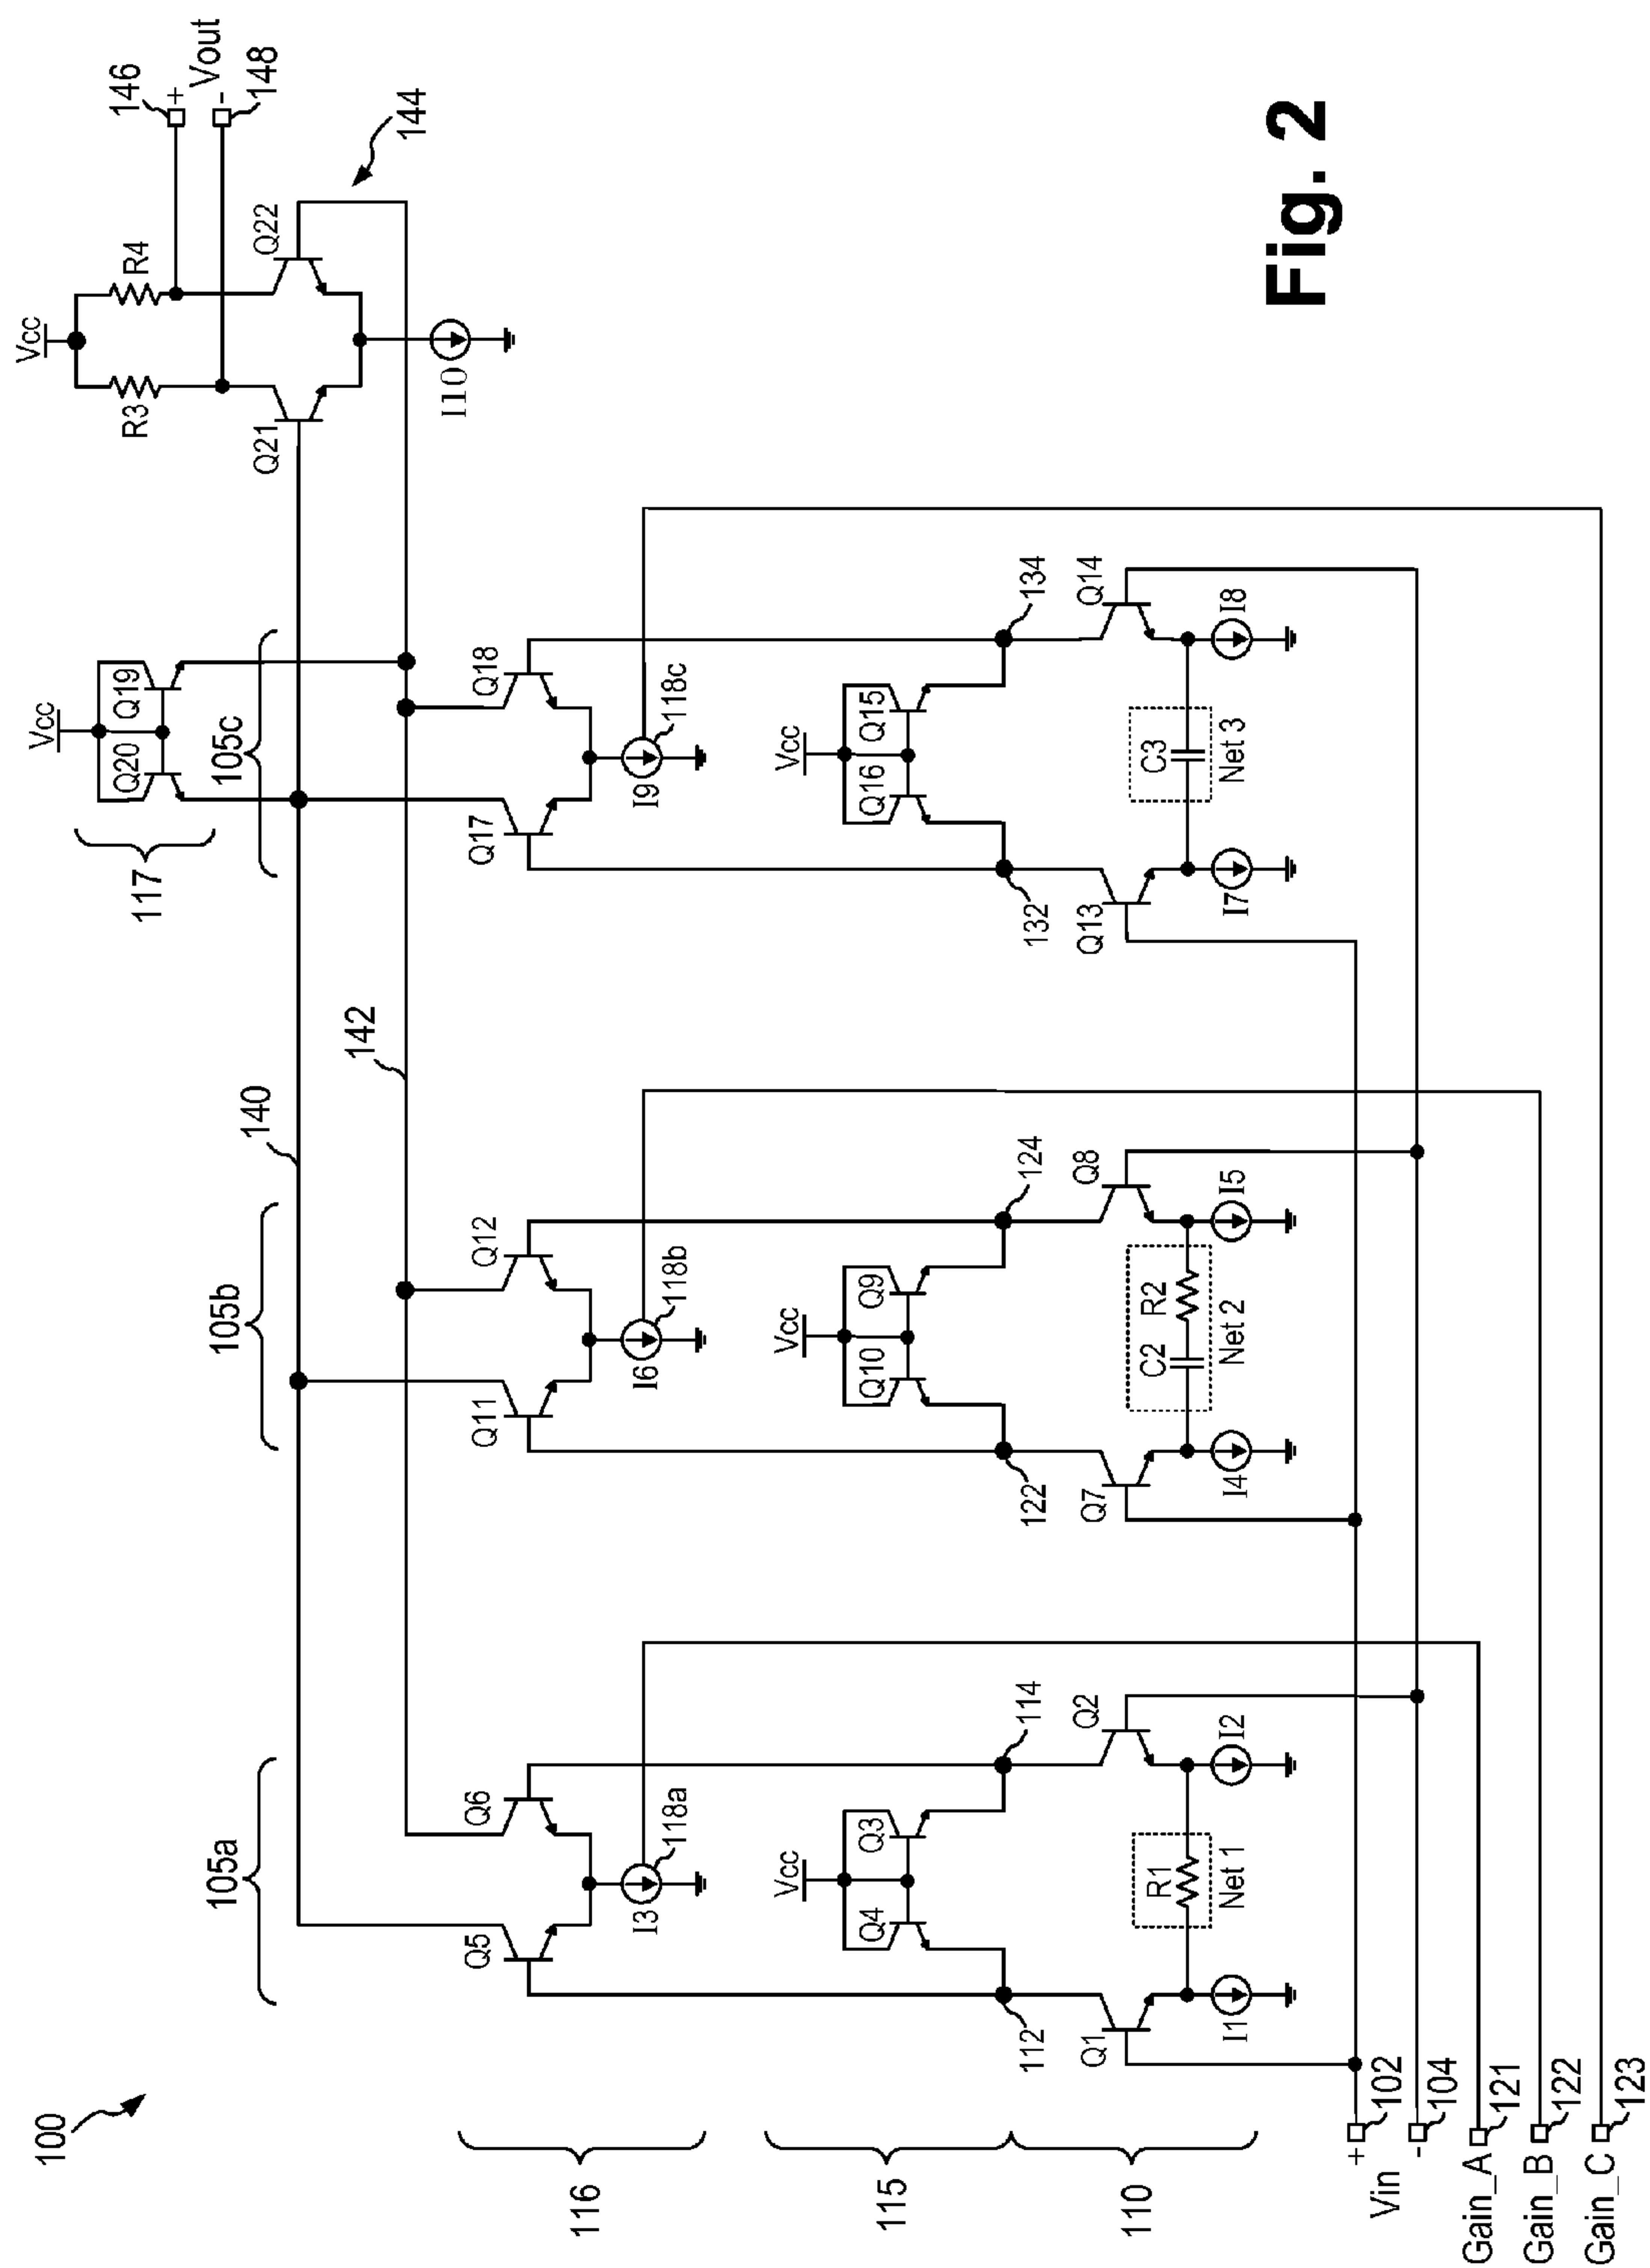 100
105a
105b
140
142
117
105c
Vcc
Q20
Q19
Vcc
R3
R4
146
+
Vout
-
148
Q21
Q22
144
I10
116
Q5
Q6
I3
118a
Q11
Q12
I6
118b
Q17
Q18
I9
118c
115
Vcc
Q4
Q3
112
114
Vcc
Q10
Q9
122
124
Vcc
Q16
Q15
132
134
110
Q1
Q2
R1
Net 1
I1
I2
Q7
Q8
C2
R2
Net 2
I4
I5
Q13
Q14
C3
Net 3
I7
I8
+
102
Vin
-
104
Gain_A
121
Gain_B
122
Gain_C
123
Fig. 2